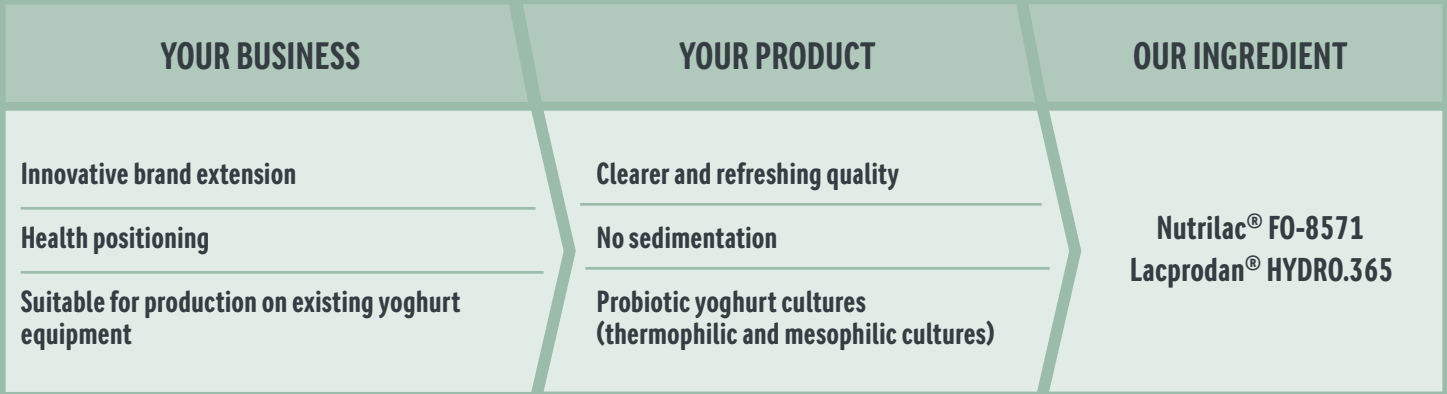 YOUR BUSINESS
YOUR PRODUCT
OUR INGREDIENT
Innovative brand extension
Health positioning
Suitable for production on existing yoghurt
equipment
Clearer and refreshing quality
No sedimentation
Probiotic yoghurt cultures
(thermophilic and mesophilic cultures)
Nutrilac® FO-8571
Lacprodan® HYDRO.365